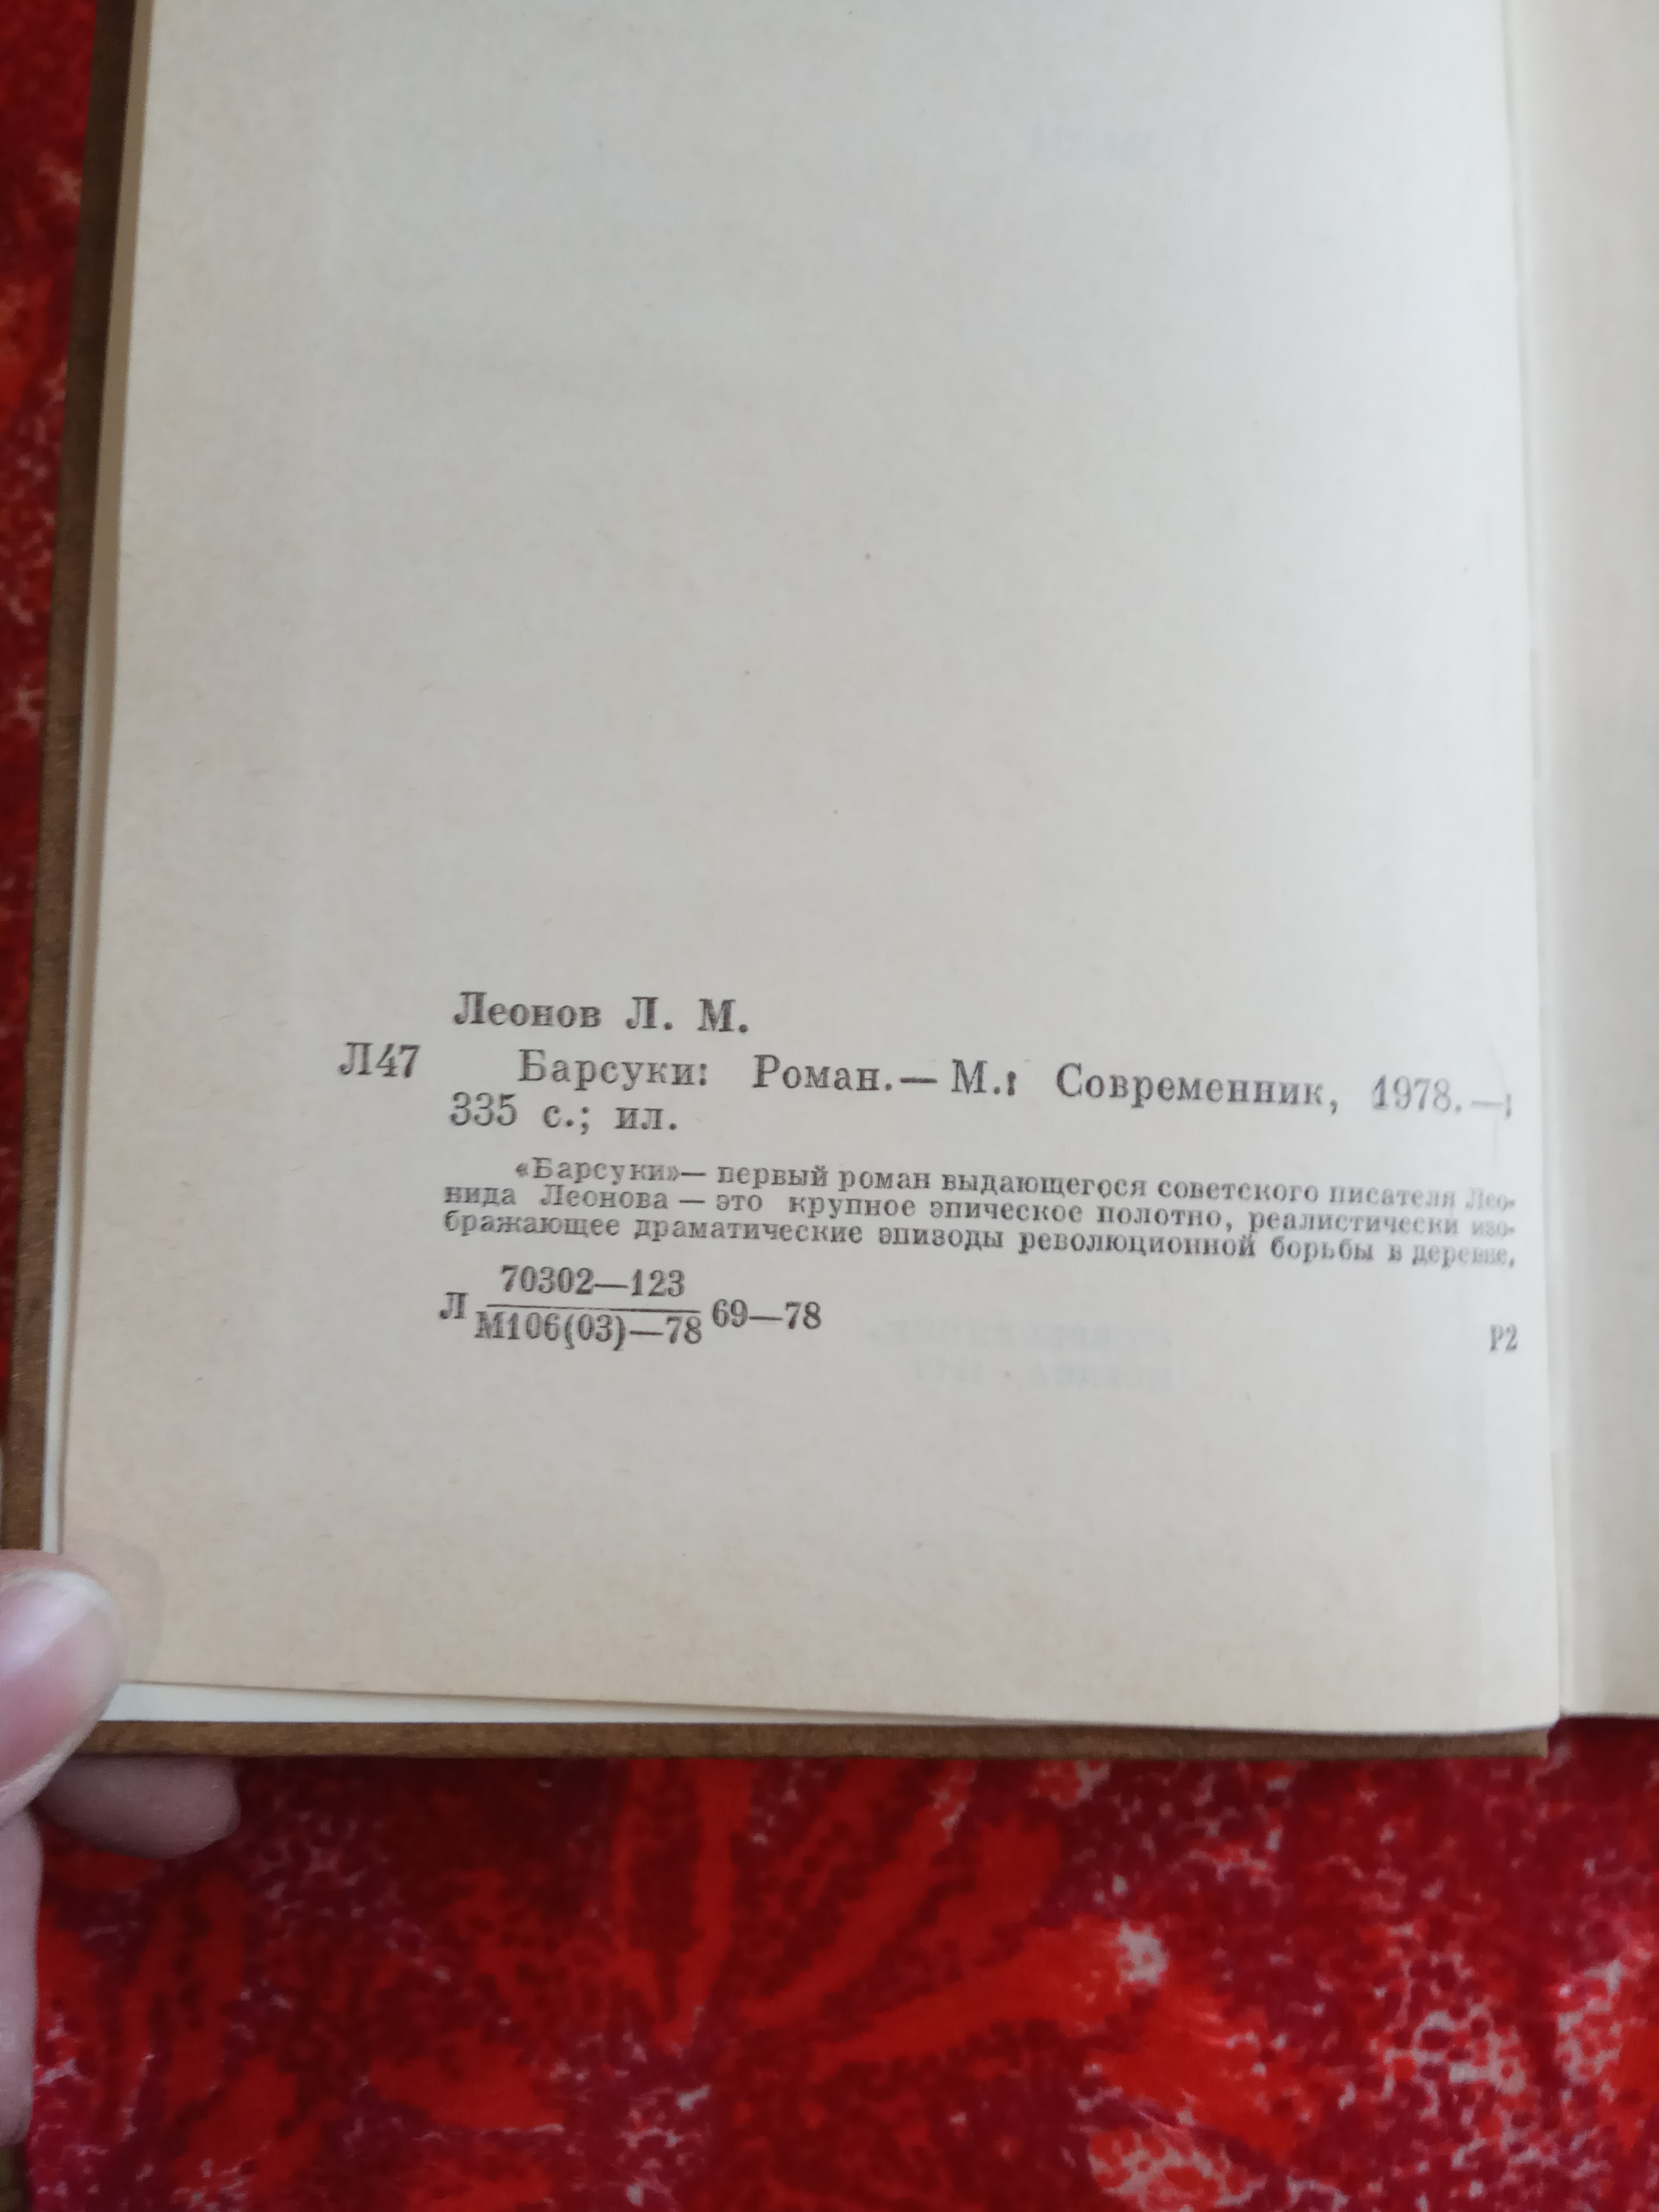 Леонов Л. М.
Л47 Барсуки: Роман.— М.: Современник, 1978.—
335 с.; ил.
«Барсуки»— первый роман выдающегося советского писателя Лео-
нида Леонова — это крупное эпическое полотно, реалистически изо-
бражающее драматические эпизоды революционной борьбы в деревне,
70302—123
Л М106(03)—78 69—78
Р2